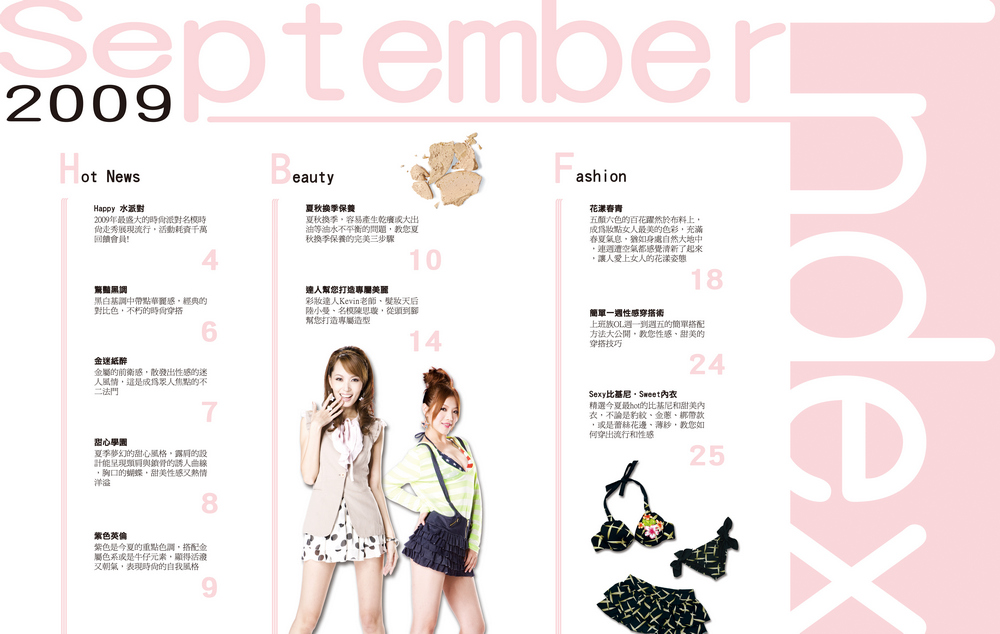 September
2009
Index
Hot News
Happy 水派對
2009年最盛大的時尚派對名模時
尚走秀展現流行，活動耗資千萬
回饋會員!
4
驚豔黑調
黑白基調中帶點華麗感，經典的
對比色，不朽的時尚穿搭
6
金迷紙醉
金屬的前衛感，散發出性感的迷
人風情，這是成為眾人焦點的不
二法門
7
甜心學園
夏季夢幻的甜心風格，露肩的設
計能呈現頸肩與鎖骨的誘人曲線
，胸口的蝴蝶，甜美性感又熱情
洋溢
8
紫色英倫
紫色是今夏的重點色調，搭配金
屬色系或是牛仔元素，顯得活潑
又朝氣，表現時尚的自我風格
9
Beauty
夏秋換季保養
夏秋換季，容易產生乾癢或大出
油等油水不平衡的問題，教您夏
秋換季保養的完美三步驟
10
達人幫您打造專屬美麗
彩妝達人Kevin老師，髮妝天后
陸小曼、名模陳思璇，從頭到腳
幫您打造專屬造型
14
Fashion
花漾春青
五顏六色的百花躍然於布料上，
成為妝點女人最美的色彩，充滿
春夏氣息，猶如身處自然大地中
，連週遭空氣都感覺清新了起來
，讓人愛上女人的花漾姿態
18
簡單一週性感穿搭術
上班族OL週一到週五的簡單搭配
方法大公開，教您性感、甜美的
穿搭技巧
24
Sexy比基尼，Sweet內衣
精選今夏最hot的比基尼和甜美內
衣，不論是豹紋、金蔥、綁帶款
，或是蕾絲花邊、薄紗，教您如
何穿出流行和性感
25